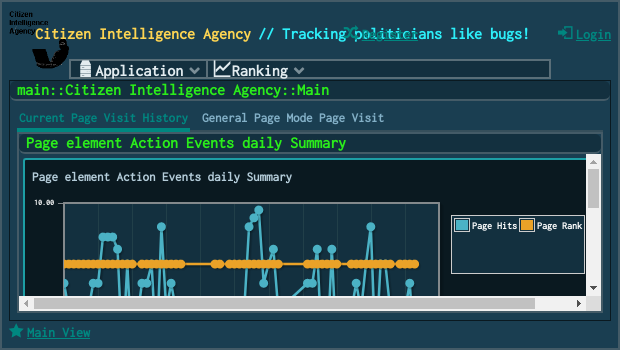 Citizen
Intelligence
Agency
Citizen Intelligence Agency // Tracking politicians like bugs!
Register
Login
Application
Ranking
main::Citizen Intelligence Agency::Main
Current Page Visit History
General Page Mode Page Visit
Page element Action Events daily Summary
Page element Action Events daily Summary
10.00
Page Hits
Page Rank
Main View